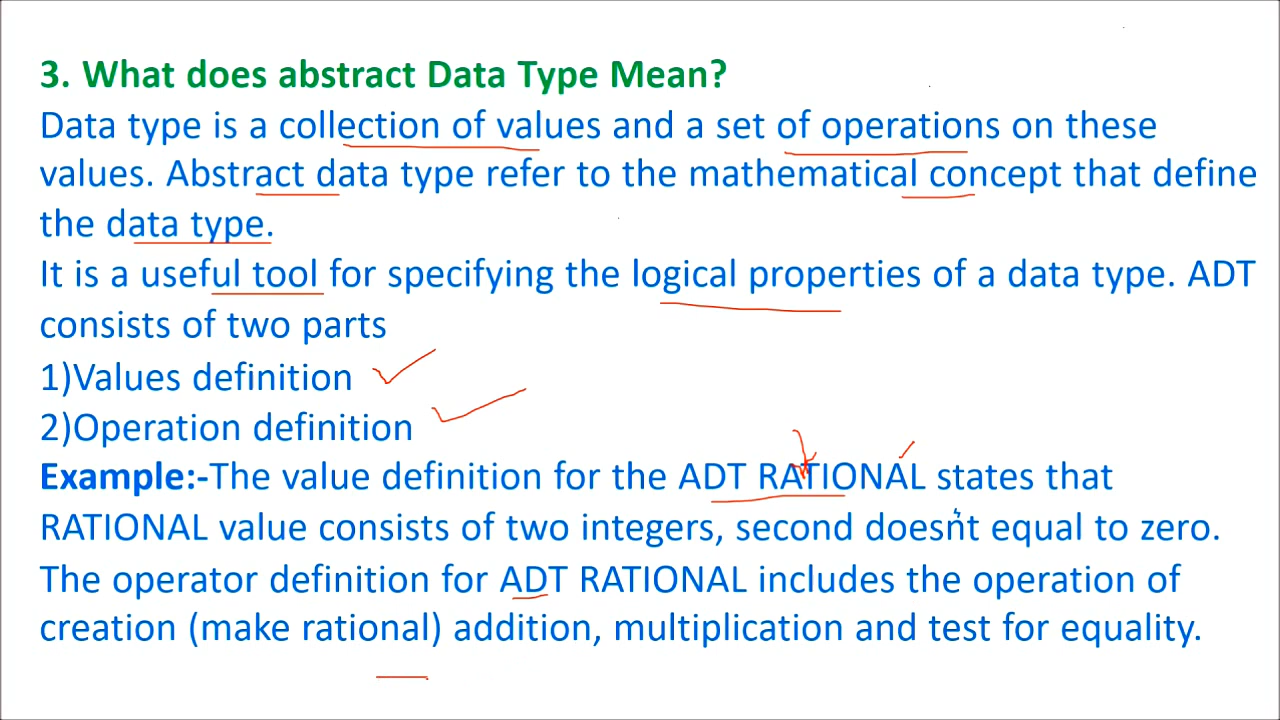 3. What does abstract Data Type Mean?
Data type is a collection of values and a set of operations on these
values. Abstract data type refer to the mathematical concept that define
the data type.
It is a useful tool for specifying the logical properties of a data type. ADT
consists of two parts
1)Values definition
2)Operation definition
Example:-The value definition for the ADT RATIONAL states that
RATIONAL value consists of two integers, second doesn't equal to zero.
The operator definition for ADT RATIONAL includes the operation of
creation (make rational) addition, multiplication and test for equality.